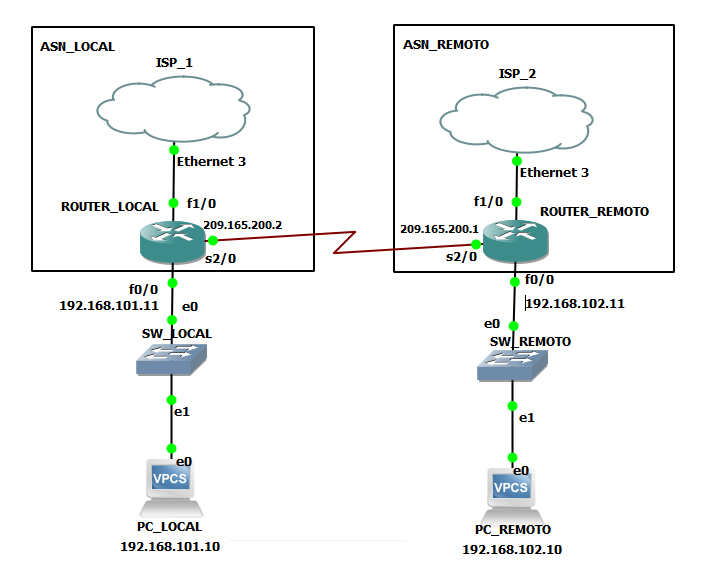 ASN_LOCAL
ISP_1
Ethernet 3
f1/0
ROUTER_LOCAL
209.165.200.2
s2/0
f0/0
192.168.101.11
e0
SW_LOCAL
e1
e0
VPCS
PC_LOCAL
192.168.101.10
ASN_REMOTO
ISP_2
Ethernet 3
f1/0
ROUTER_REMOTO
209.165.200.1
s2/0
f0/0
192.168.102.11
e0
SW_REMOTO
e1
e0
VPCS
PC_REMOTO
192.168.102.10